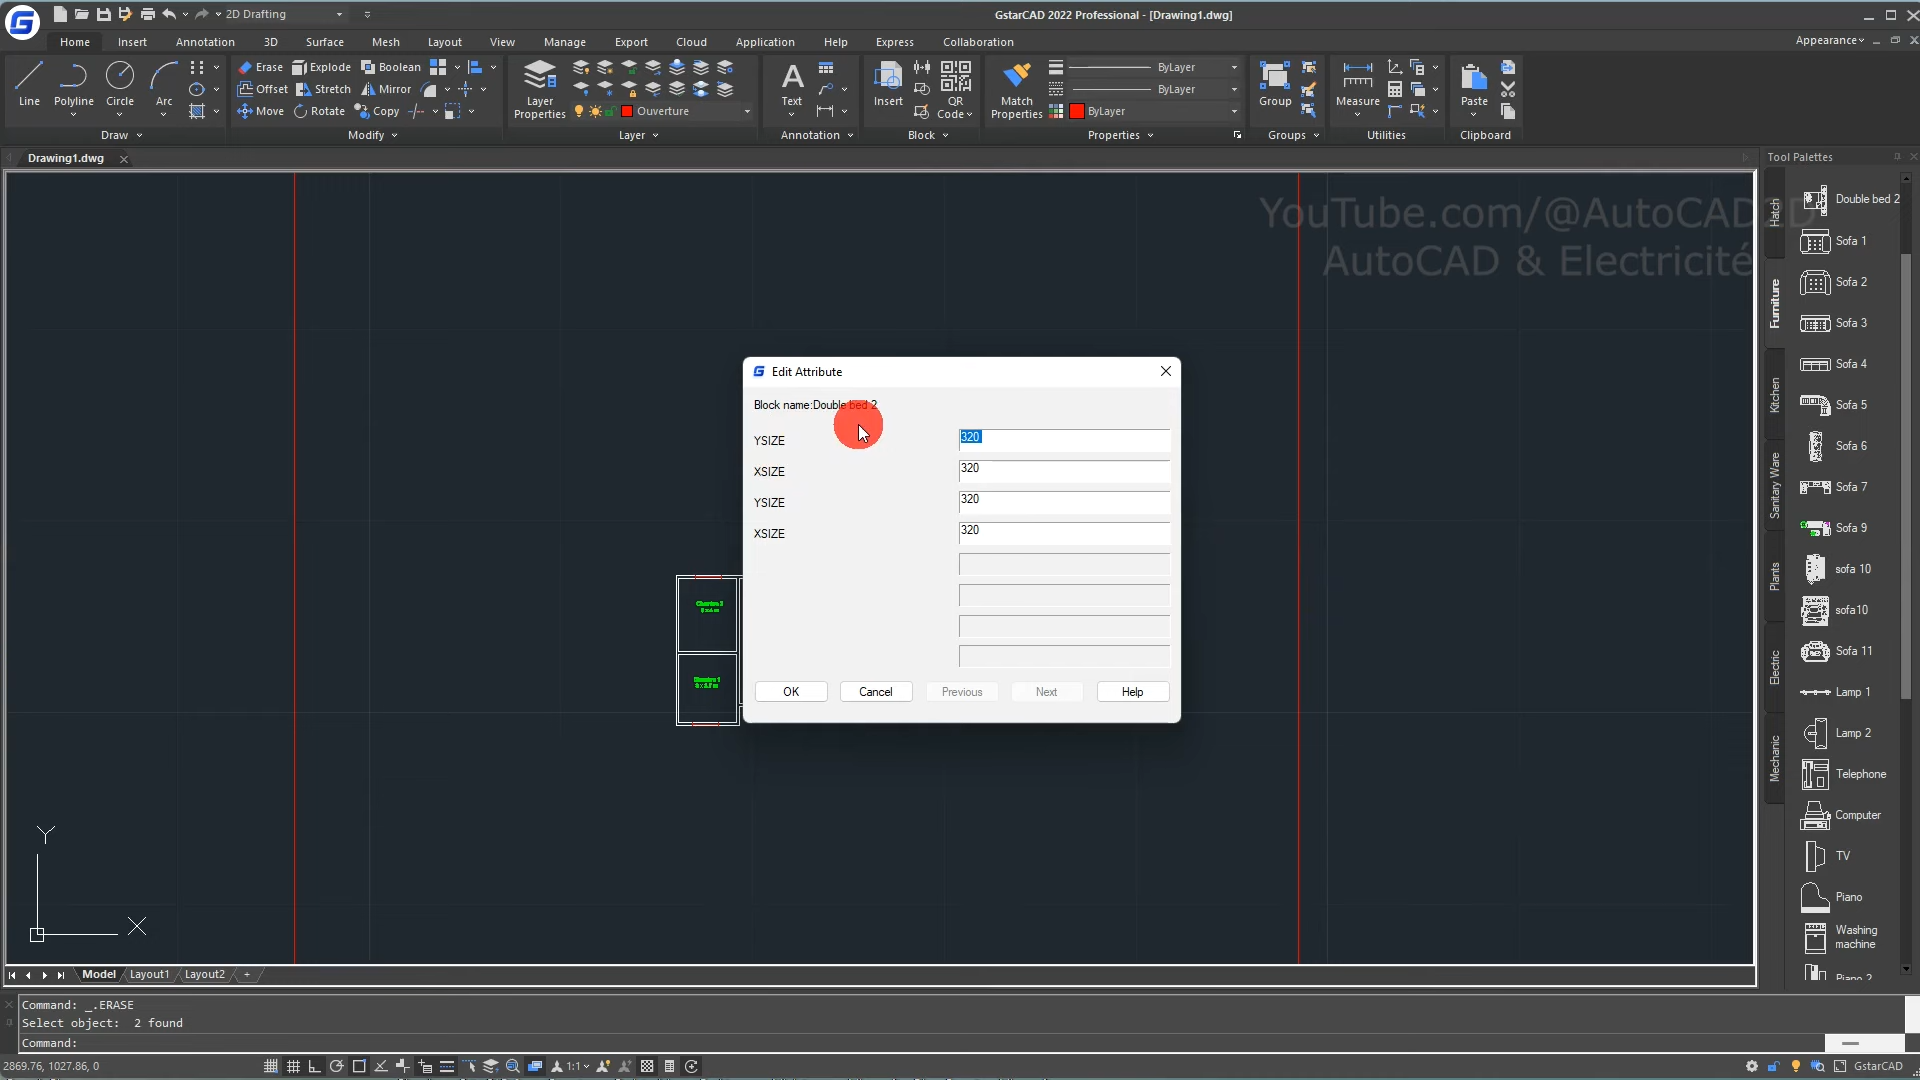 2D Drafting
GstarCAD 2022 Professional - [Drawing1.dwg]
Home Insert Annotation 3D Surface Mesh Layout View Manage Export Cloud Application Help Express Collaboration
Appearance
Erase Explode Boolean
Offset Stretch Mirror
Move Rotate Copy
Line Polyline Circle Arc
Layer Properties
Ouverture
Text
Insert
QR Code
Match Properties
ByLayer
ByLayer
ByLayer
Group
Measure
Paste
Draw Modify Layer Annotation Block Properties Groups Utilities Clipboard
Drawing1.dwg
Tool Palettes
YouTube.com/@AutoCAD2D
AutoCAD & Electricité
Hatch
Furniture
Kitchen
Sanitary Ware
Plants
Electric
Mechanic
Double bed 2
Sofa 1
Sofa 2
Sofa 3
Sofa 4
Sofa 5
Sofa 6
Sofa 7
Sofa 9
sofa 10
sofa10
Sofa 11
Lamp 1
Lamp 2
Telephone
Computer
TV
Piano
Washing machine
Piano 2
Edit Attribute
Block name:Double bed 2
YSIZE 320
XSIZE 320
YSIZE 320
XSIZE 320
OK Cancel Previous Next Help
Y
X
Model Layout1 Layout2 +
Command: _.ERASE
Select object: 2 found
Command:
2869.76, 1027.86, 0
1:1
GstarCAD